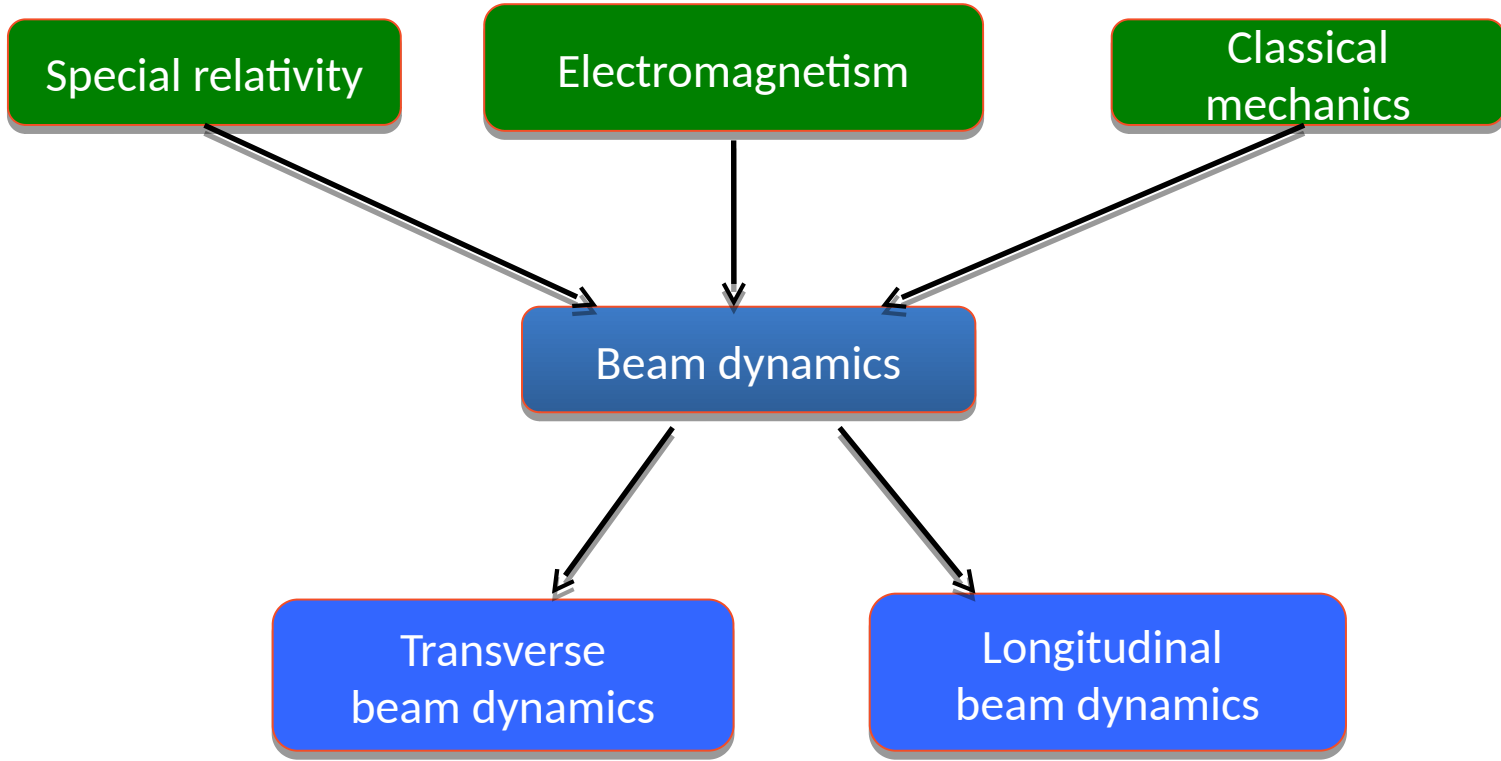 Special relativity
Electromagnetism
Classical
mechanics
Beam dynamics
Transverse
beam dynamics
Longitudinal
beam dynamics